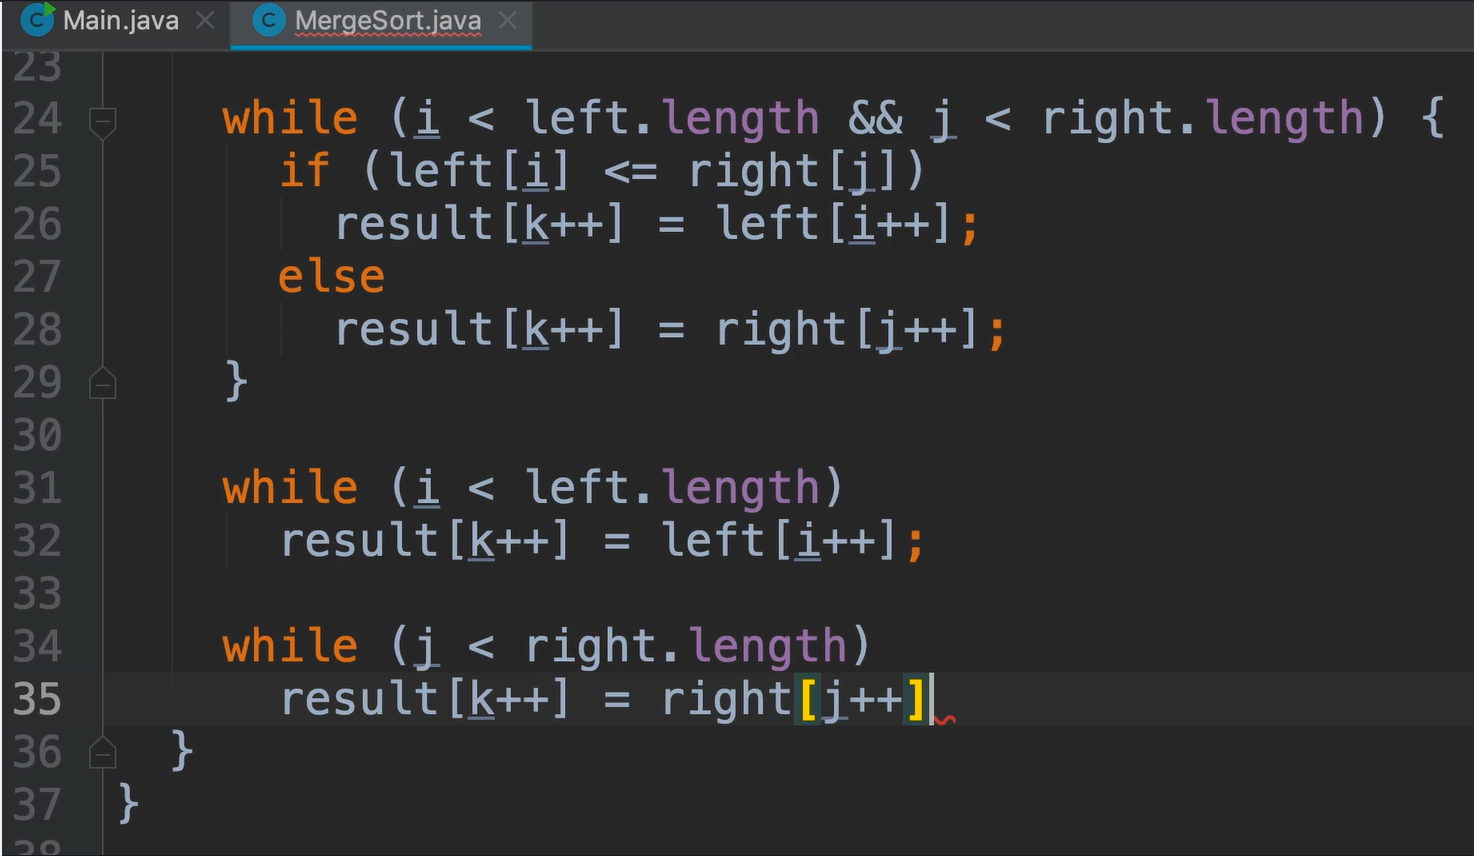 Main.java MergeSort.java
23
24 while (i < left.length && j < right.length) {
25 if (left[i] <= right[j])
26 result[k++] = left[i++];
27 else
28 result[k++] = right[j++];
29 }
30
31 while (i < left.length)
32 result[k++] = left[i++];
33
34 while (j < right.length)
35 result[k++] = right[j++]
36 }
37 }
38